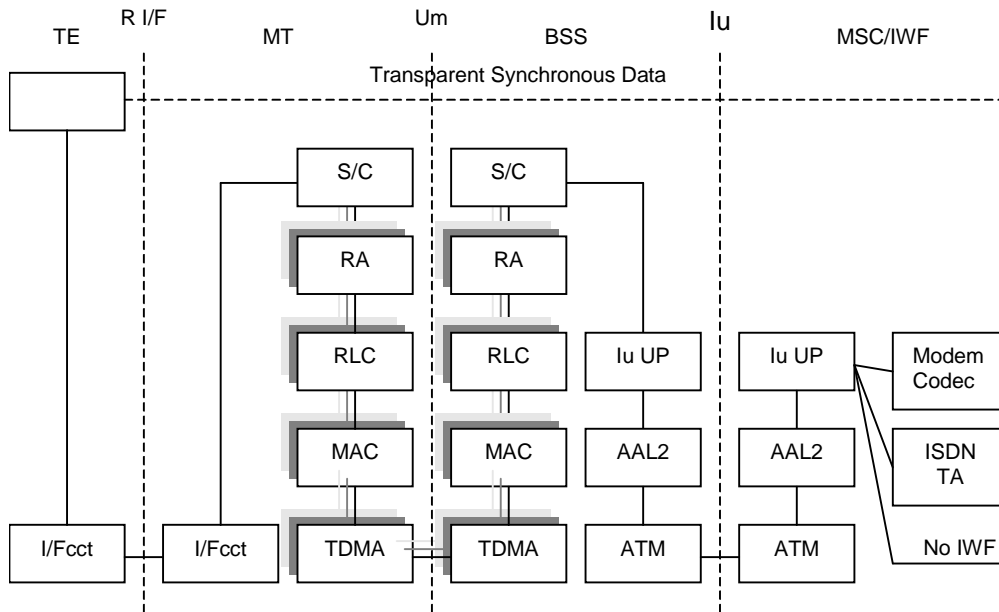 R I/F
Um
Iu
TE
MT
BSS
MSC/IWF
Transparent Synchronous Data
S/C
S/C
RA
RA
RLC
RLC
Iu UP
Iu UP
Modem
Codec
MAC
MAC
AAL2
AAL2
ISDN
TA
I/Fcct
I/Fcct
TDMA
TDMA
ATM
ATM
No IWF